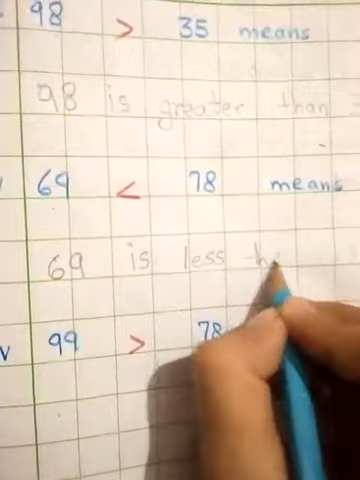 98 > 35 means
98 is greater than
69 < 78 means
69 is less
v 99 > 78